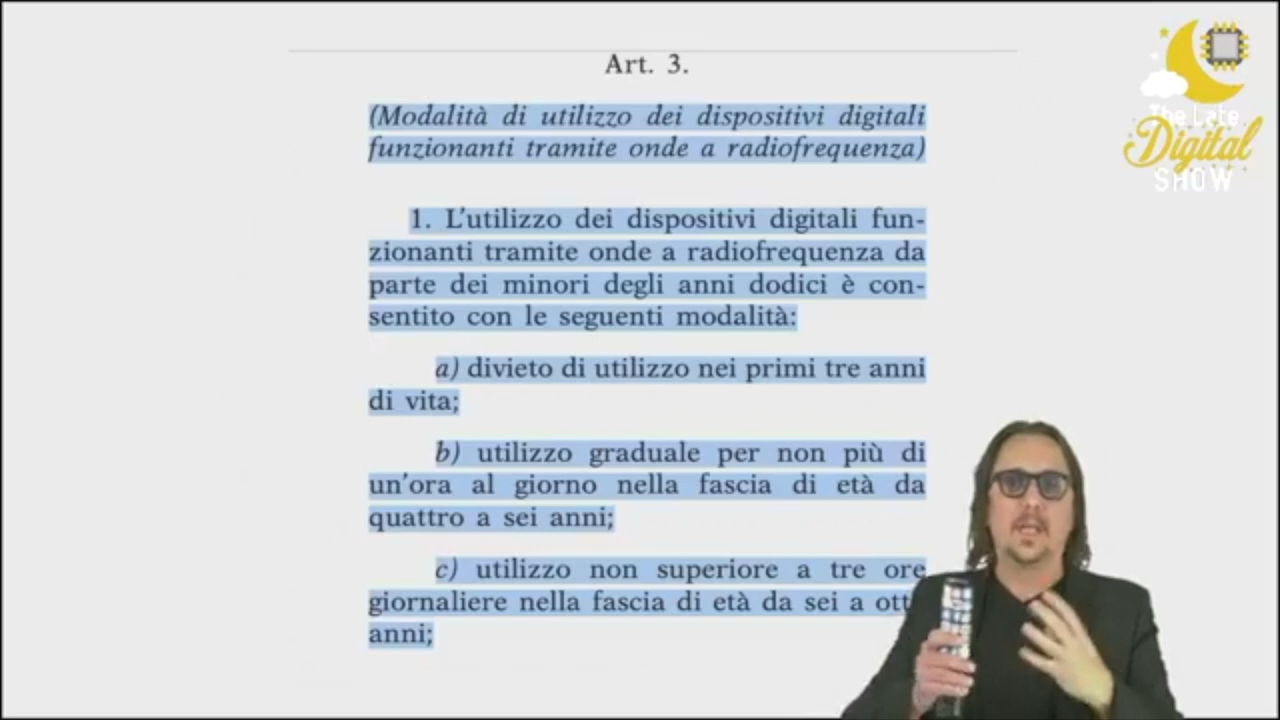 Art. 3.
(Modalità di utilizzo dei dispositivi digitali
funzionanti tramite onde a radiofrequenza)
1. L’utilizzo dei dispositivi digitali fun-
zionanti tramite onde a radiofrequenza da
parte dei minori degli anni dodici è con-
sentito con le seguenti modalità:
a) divieto di utilizzo nei primi tre anni
di vita;
b) utilizzo graduale per non più di
un’ora al giorno nella fascia di età da
quattro a sei anni;
c) utilizzo non superiore a tre ore
giornaliere nella fascia di età da sei a
anni;
The Late
Digital
SHOW